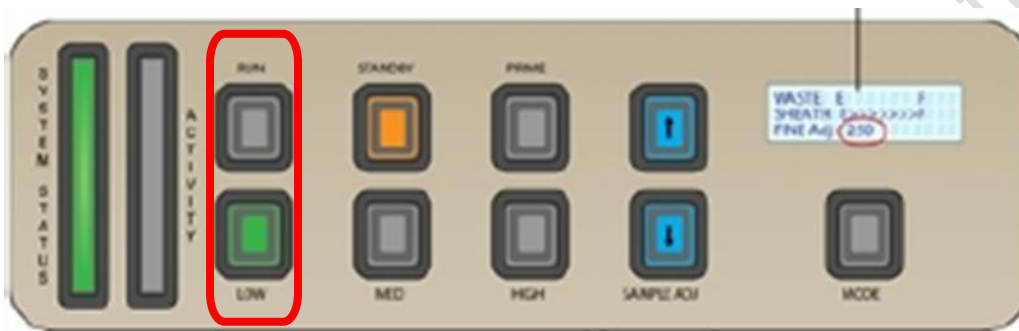 SYSTEM STATUS
ACTIVITY
RUN
STANDBY
PRIME
WASTE E F
SHEATH E>>>>>>>F
FINE Adj 250
LOW
MED
HIGH
SAMPLE ADJ
MODE